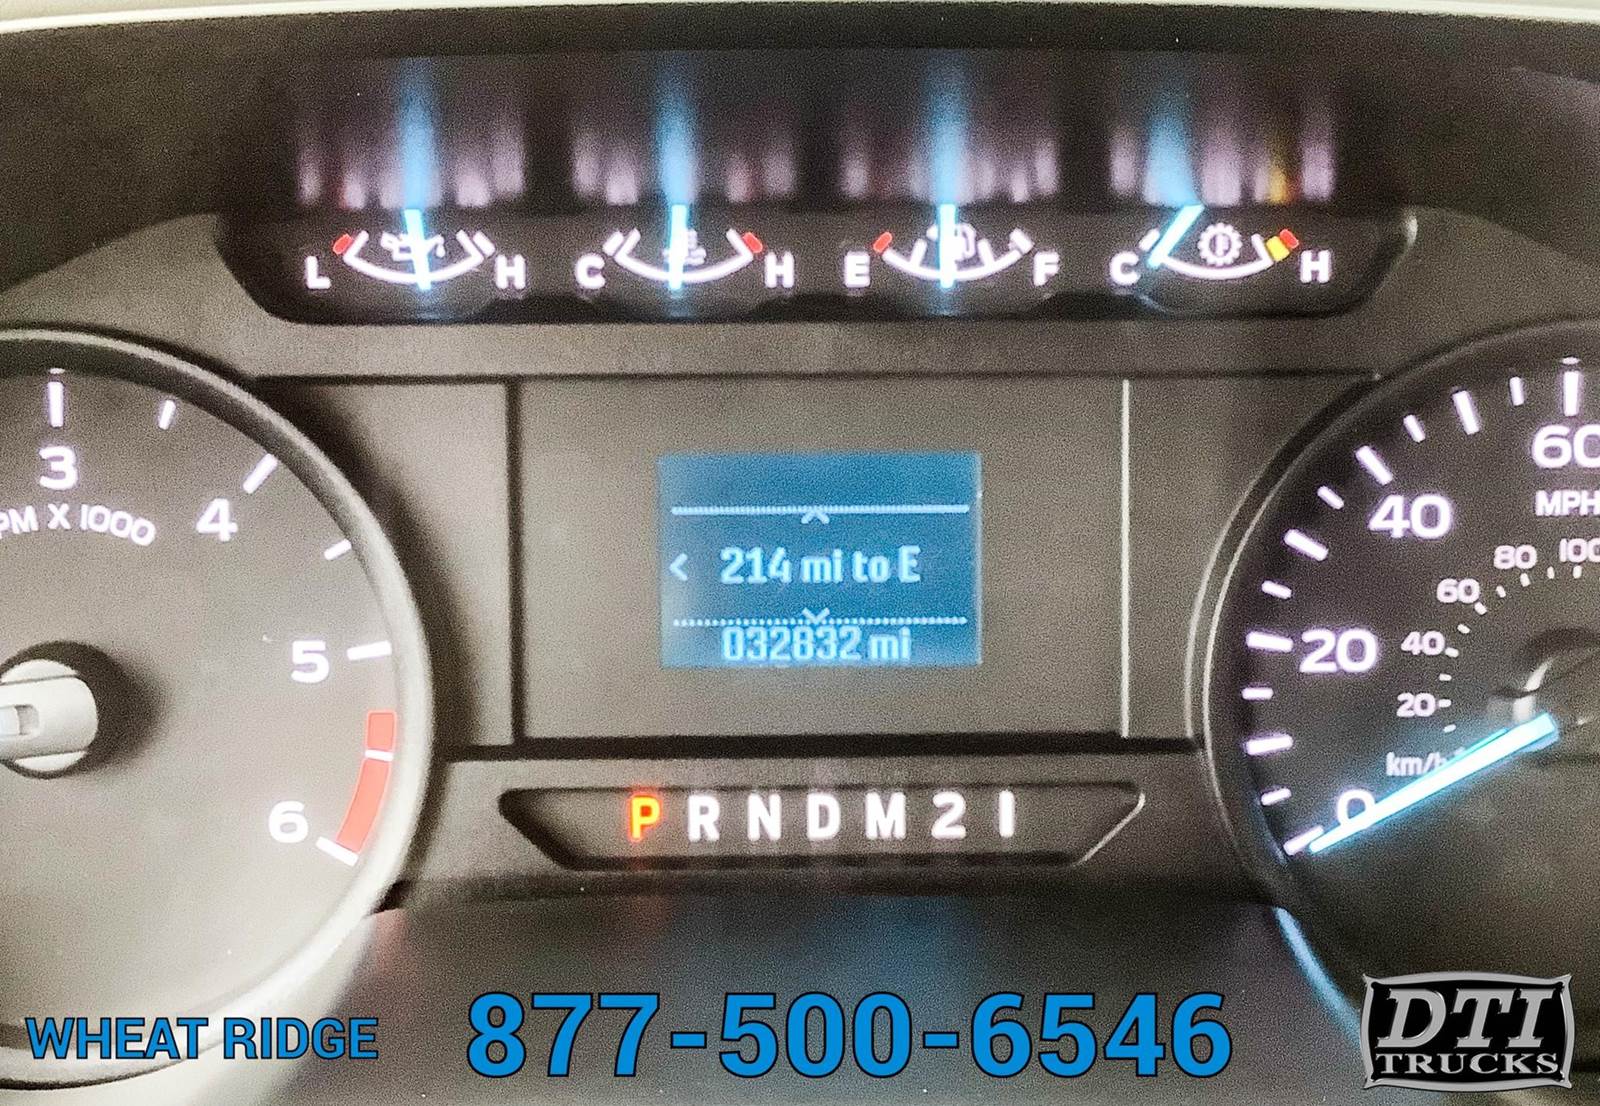 L H C H E F C H
3 4 5 6
PM X 1000
214 mi to E
032832 mi
P R N D M 2 1
0 20 40 60
MPH
20 40 60 80 100
km/h
WHEAT RIDGE
877-500-6546
DTI
TRUCKS